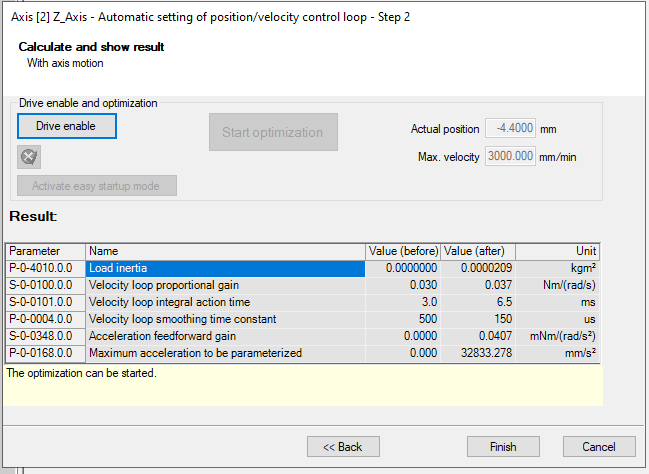 Axis [2] Z_Axis - Automatic setting of position/velocity control loop - Step 2
Calculate and show result
With axis motion
Drive enable and optimization
Drive enable
Start optimization
Actual position -4.4000 mm
Max. velocity 3000.000 mm/min
Activate easy startup mode
Result:
Parameter Name Value (before) Value (after) Unit
P-0-4010.0.0 Load inertia 0.0000000 0.0000209 kgm²
S-0-0100.0.0 Velocity loop proportional gain 0.030 0.037 Nm/(rad/s)
S-0-0101.0.0 Velocity loop integral action time 3.0 6.5 ms
P-0-0004.0.0 Velocity loop smoothing time constant 500 150 us
S-0-0348.0.0 Acceleration feedforward gain 0.0000 0.0407 mNm/(rad/s²)
P-0-0168.0.0 Maximum acceleration to be parameterized 0.000 32833.278 mm/s²
The optimization can be started.
<< Back
Finish
Cancel